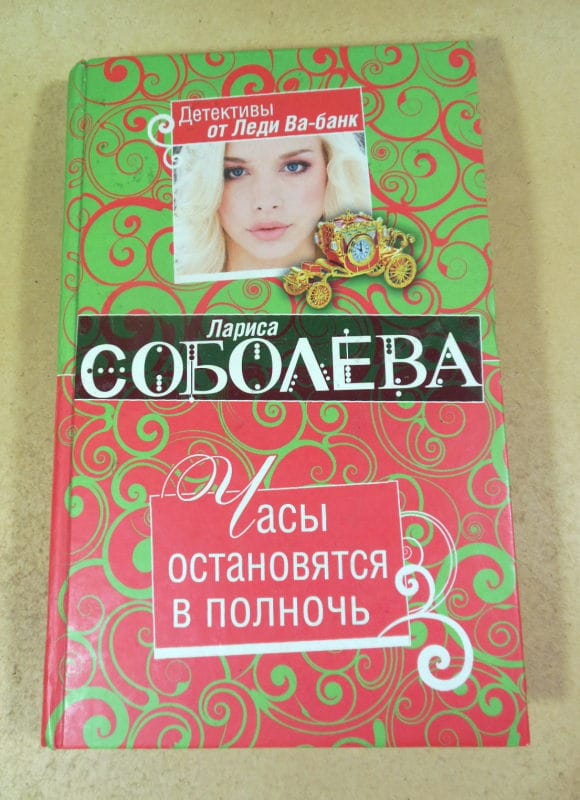 Детективы
от Леди Ва-банк
Лариса
СОБОЛЕВА
Часы
остановятся
в полночь